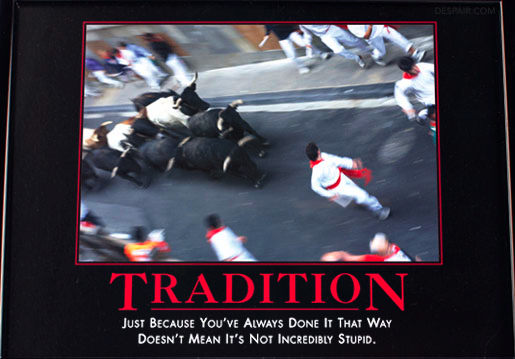 DESPAIR.COM
TRADITION
JUST BECAUSE YOU'VE ALWAYS DONE IT THAT WAY
DOESN'T MEAN IT'S NOT INCREDIBLY STUPID.